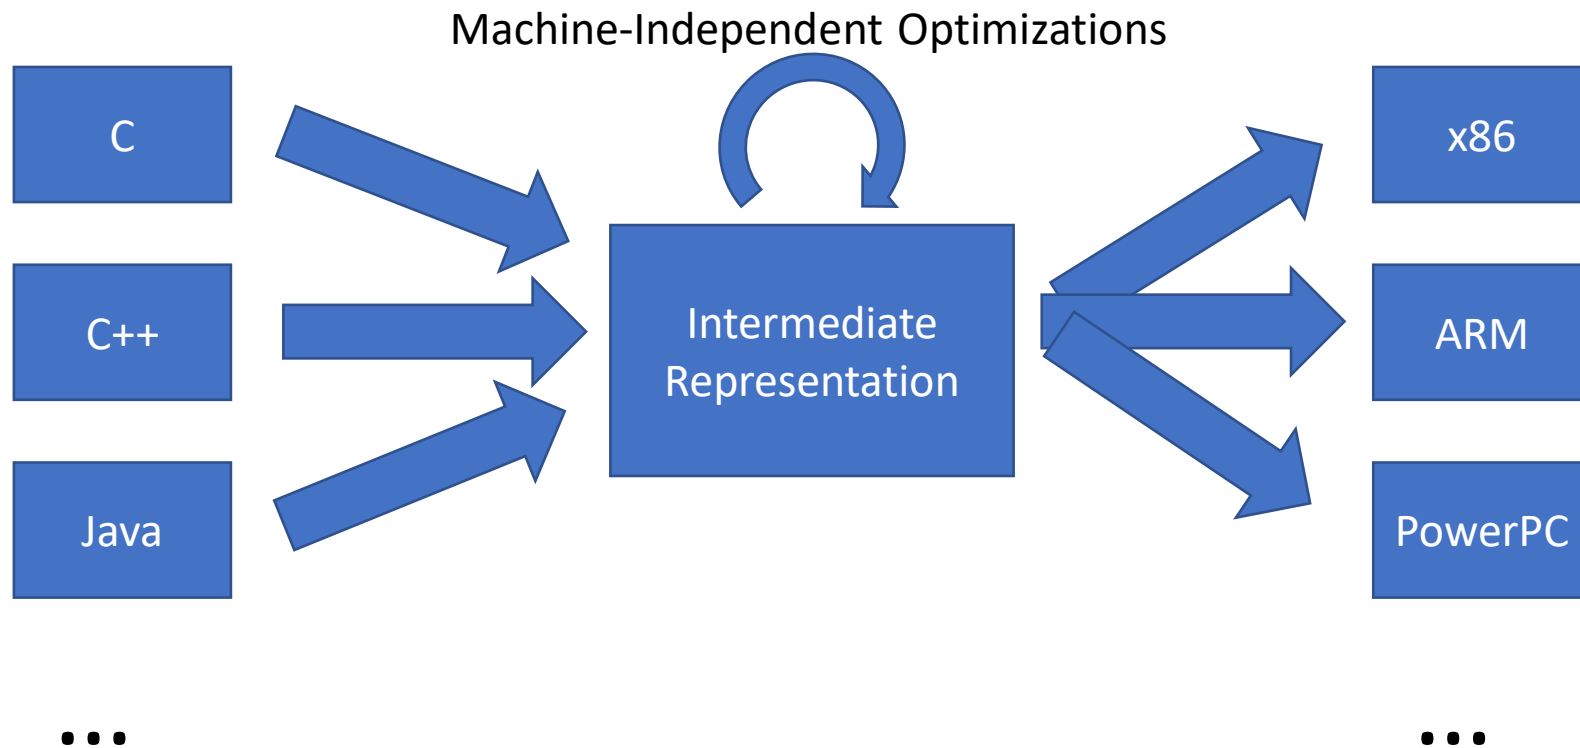 Machine-Independent Optimizations
C
C++
Java
...
Intermediate
Representation
x86
ARM
PowerPC
...